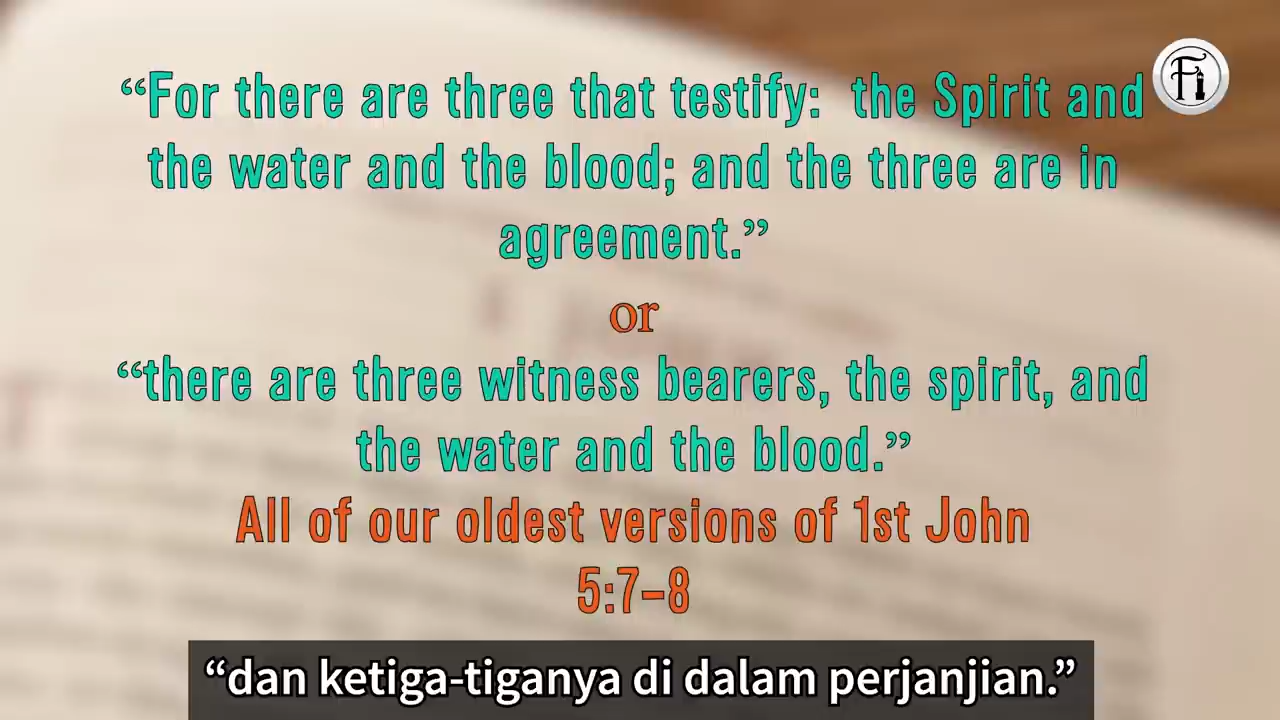 “For there are three that testify:  the Spirit and
the water and the blood; and the three are in
agreement.”
or
“there are three witness bearers, the spirit, and
the water and the blood.”
All of our oldest versions of 1st John
5:7–8
“dan ketiga-tiganya di dalam perjanjian.”